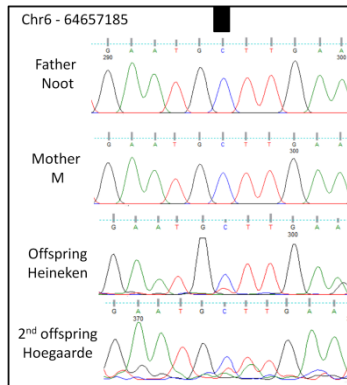 Chr6 - 64657185
G A A T G C T T G A A
290 300
Father
Noot
G A A T G C T T G A A
300
Mother
M
G A A T G C T T G A A
300
Offspring
Heineken
G A A T G C T T G A A
370
2nd offspring
Hoegaarde